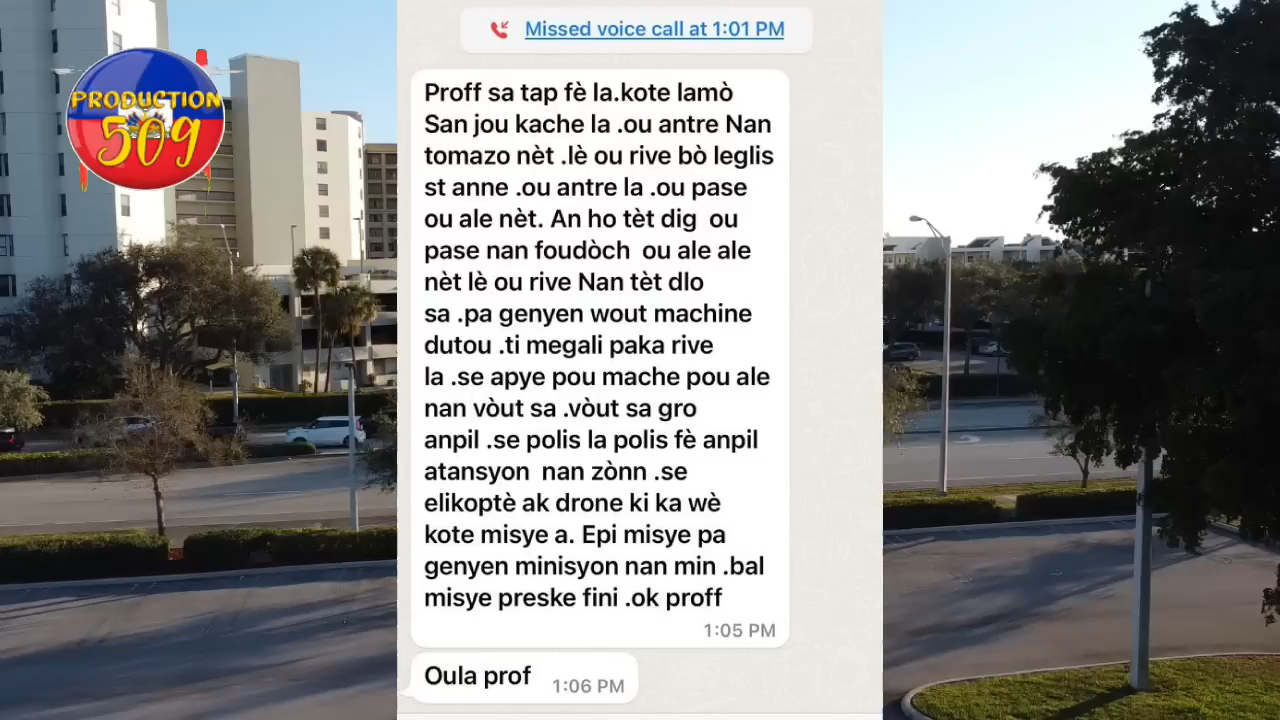 PRODUCTION
509
Missed voice call at 1:01 PM
Proff sa tap fè la.kote lamò
San jou kache la .ou antre Nan
tomazo nèt .lè ou rive bò leglis
st anne .ou antre la .ou pase
ou ale nèt. An ho tèt dig  ou
pase nan foudòch  ou ale ale
nèt lè ou rive Nan tèt dlo
sa .pa genyen wout machine
dutou .ti megali paka rive
la .se apye pou mache pou ale
nan vòut sa .vòut sa gro
anpil .se polis la polis fè anpil
atansyon  nan zònn .se
elikoptè ak drone ki ka wè
kote misye a. Epi misye pa
genyen minisyon nan min .bal
misye preske fini .ok proff
1:05 PM
Oula prof
1:06 PM